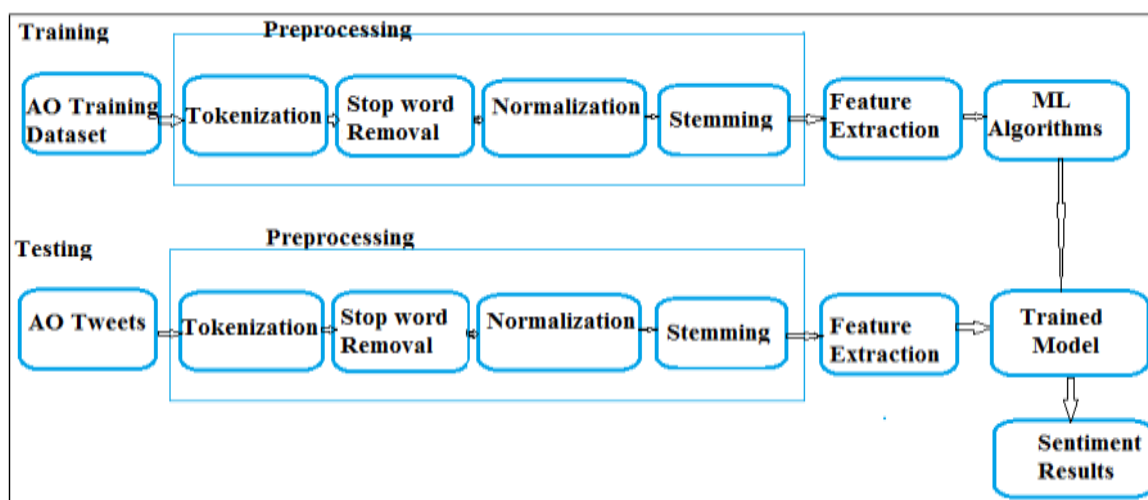 Training
Preprocessing
AO Training
Dataset
Tokenization
Stop word
Removal
Normalization
Stemming
Feature
Extraction
ML
Algorithms
Testing
Preprocessing
AO Tweets
Tokenization
Stop word
Removal
Normalization
Stemming
Feature
Extraction
Trained
Model
Sentiment
Results